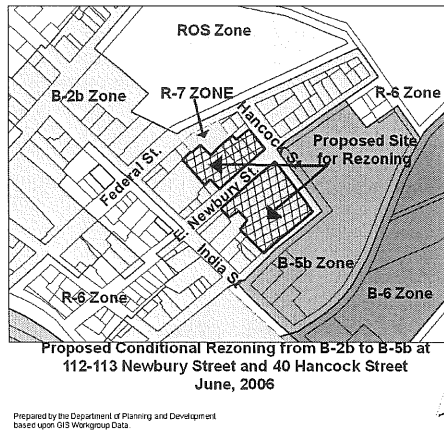 ROS Zone
B-2b Zone
R-7 ZONE
R-6 Zone
Hancock St.
Proposed Site
for Rezoning
Federal St.
Newbury St.
India St.
B-5b Zone
R-6 Zone
B-6 Zone
Proposed Conditional Rezoning from B-2b to B-5b at
112-113 Newbury Street and 40 Hancock Street
June, 2006
Prepared by the Department of Planning and Development
based upon GIS Workgroup Data.